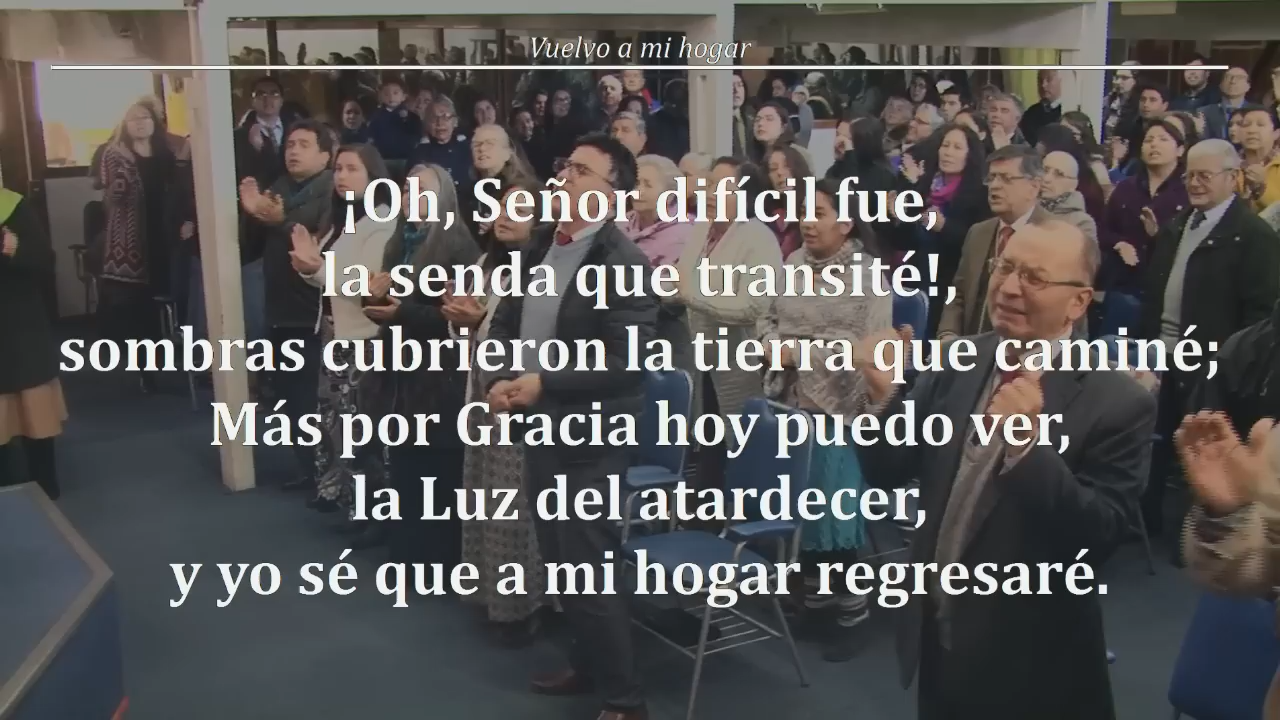 Vuelvo a mi hogar
¡Oh, Señor difícil fue,
la senda que transité!,
sombras cubrieron la tierra que caminé;
Más por Gracia hoy puedo ver,
la Luz del atardecer,
y yo sé que a mi hogar regresaré.